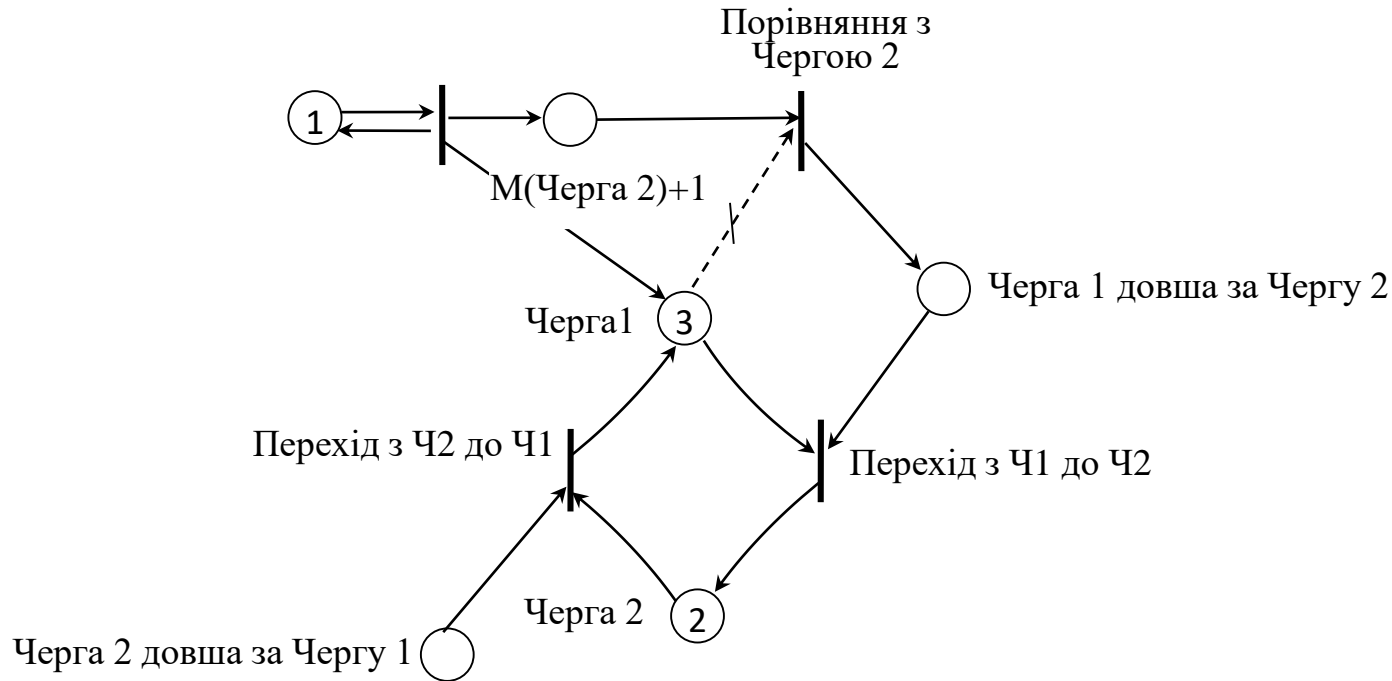 Порівняння з
Чергою 2
1
М(Черга 2)+1
Черга 1 довша за Чергу 2
Черга1
3
Перехід з Ч2 до Ч1
Перехід з Ч1 до Ч2
Черга 2
2
Черга 2 довша за Чергу 1